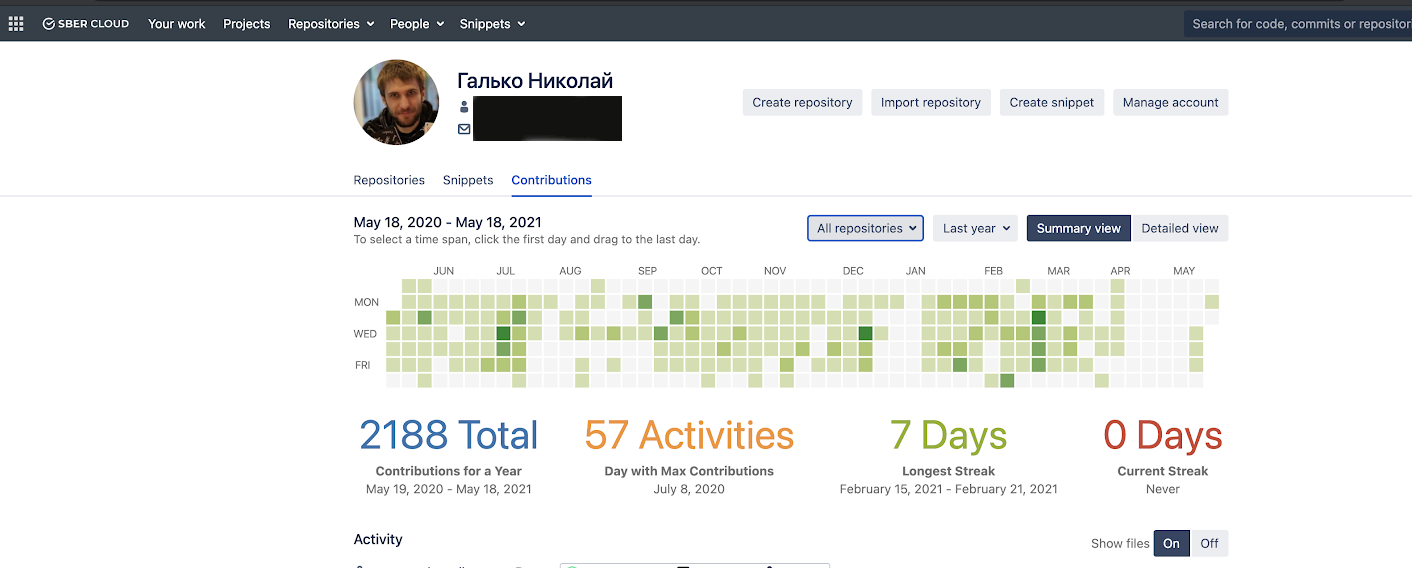 SBER CLOUD Your work Projects Repositories People Snippets Search for code, commits or repositor
Галько Николай
Create repository Import repository Create snippet Manage account
Repositories Snippets Contributions
May 18, 2020 - May 18, 2021
To select a time span, click the first day and drag to the last day.
All repositories Last year Summary view Detailed view
JUN JUL AUG SEP OCT NOV DEC JAN FEB MAR APR MAY
MON
WED
FRI
2188 Total 57 Activities 7 Days 0 Days
Contributions for a Year Day with Max Contributions Longest Streak Current Streak
May 19, 2020 - May 18, 2021 July 8, 2020 February 15, 2021 - February 21, 2021 Never
Activity Show files On Off